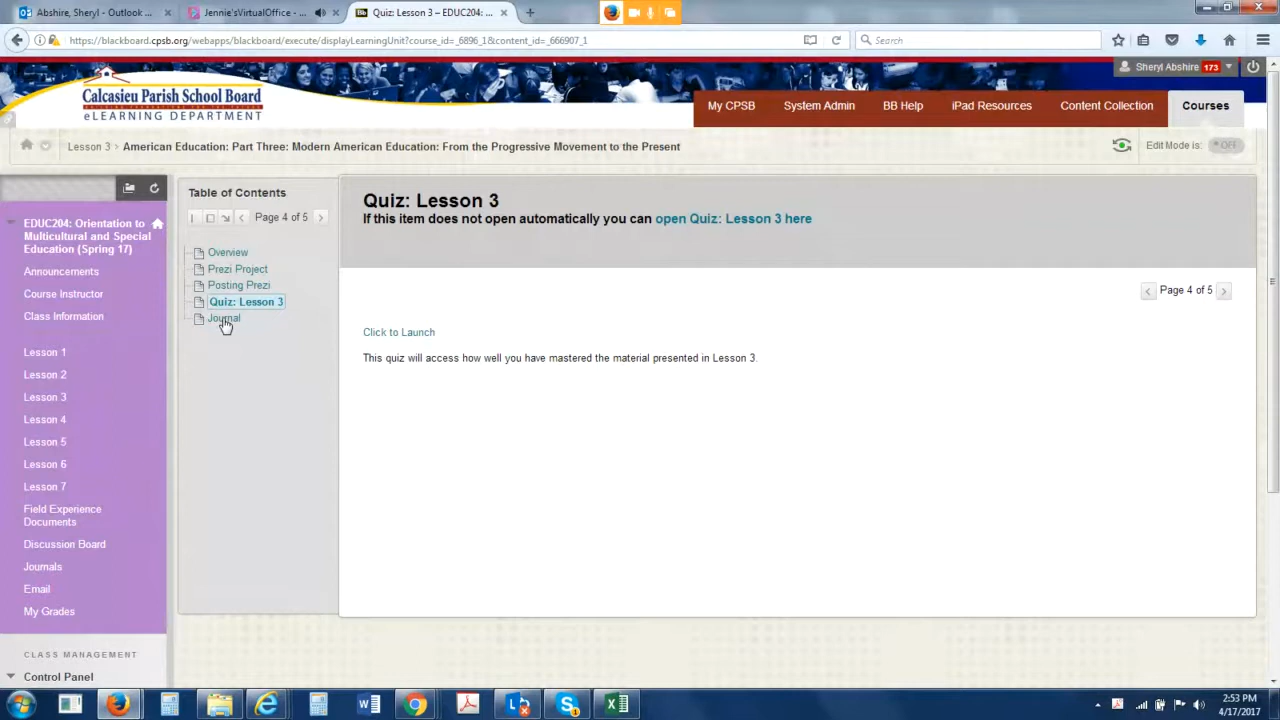 Abshire, Sheryl - Outlook ...
Jennie'sVirtualOffice - ...
Quiz: Lesson 3 – EDUC204: ...
https://blackboard.cpsb.org/webapps/blackboard/execute/displayLearningUnit?course_id=_6896_1&content_id=_666907_1
Search
Sheryl Abshire 173
Calcasieu Parish School Board
eLEARNING DEPARTMENT
My CPSB
System Admin
BB Help
iPad Resources
Content Collection
Courses
Lesson 3 > American Education: Part Three: Modern American Education: From the Progressive Movement to the Present
Edit Mode is: OFF
EDUC204: Orientation to
Multicultural and Special
Education (Spring 17)
Announcements
Course Instructor
Class Information
Lesson 1
Lesson 2
Lesson 3
Lesson 4
Lesson 5
Lesson 6
Lesson 7
Field Experience
Documents
Discussion Board
Journals
Email
My Grades
CLASS MANAGEMENT
Control Panel
Table of Contents
Page 4 of 5
Overview
Prezi Project
Posting Prezi
Quiz: Lesson 3
Journal
Quiz: Lesson 3
If this item does not open automatically you can open Quiz: Lesson 3 here
Page 4 of 5
Click to Launch
This quiz will access how well you have mastered the material presented in Lesson 3.
2:53 PM
4/17/2017